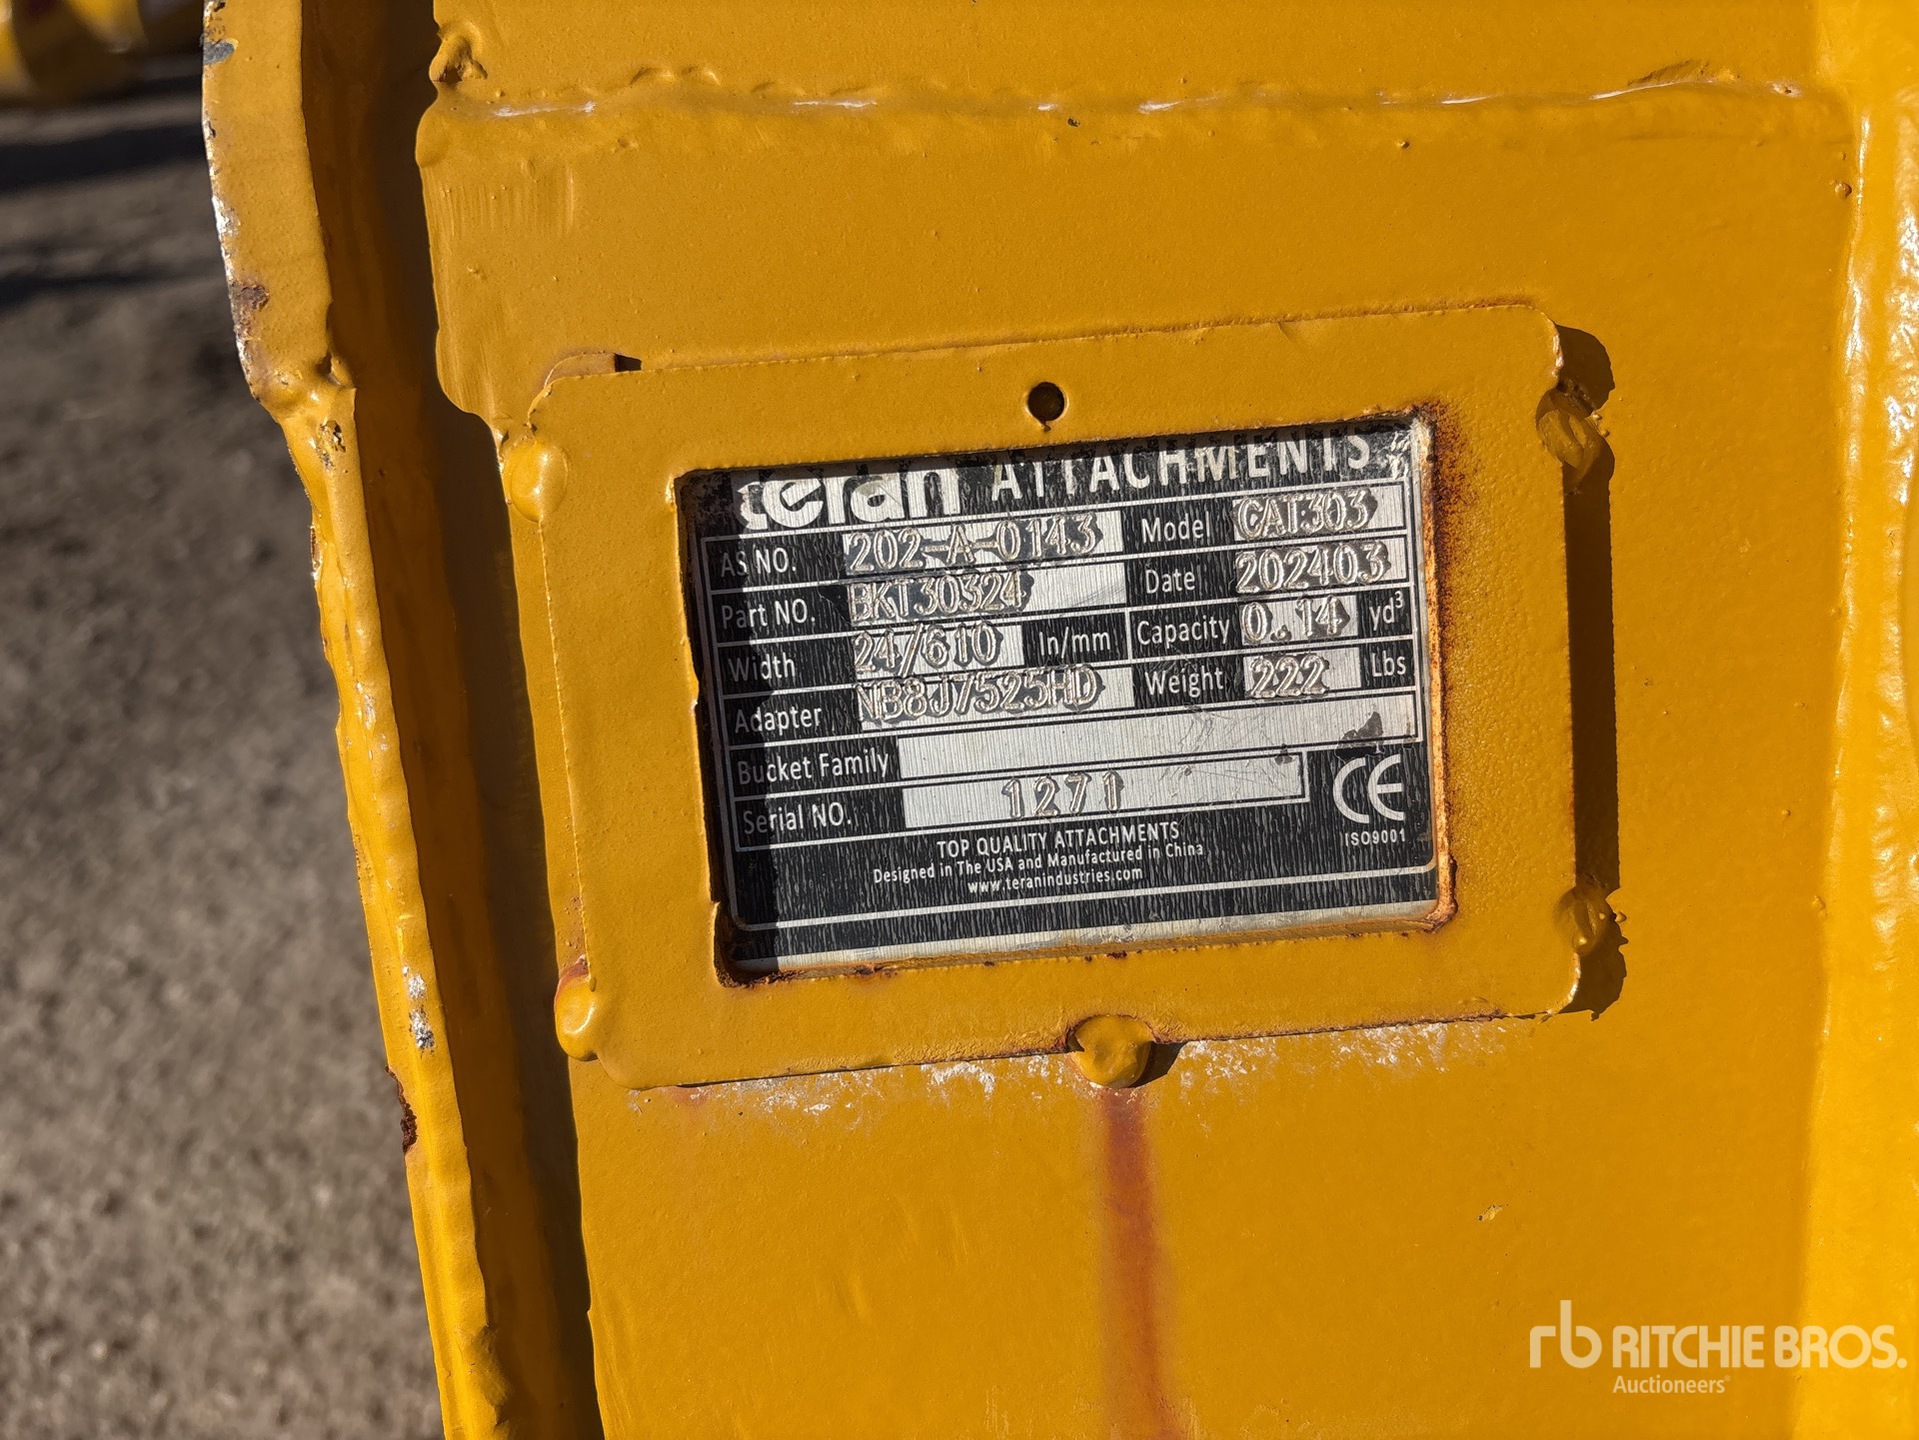 teran ATTACHMENTS
AS NO. 202-A-0143 Model CAT303
Part NO. BKT30324 Date 202403
Width 24/610 In/mm Capacity 0.14 yd³
Adapter NB8J7525HD Weight 222 Lbs
Bucket Family
Serial NO. 1271
CE
ISO9001
TOP QUALITY ATTACHMENTS
Designed in The USA and Manufactured in China
www.teranindustries.com
rb RITCHIE BROS.
Auctioneers